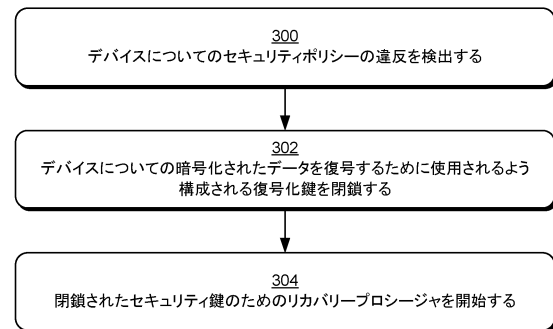 300
デバイスについてのセキュリティポリシーの違反を検出する
302
デバイスについての暗号化されたデータを復号するために使用されるよう
構成される復号化鍵を閉鎖する
304
閉鎖されたセキュリティ鍵のためのリカバリープロシージャを開始する